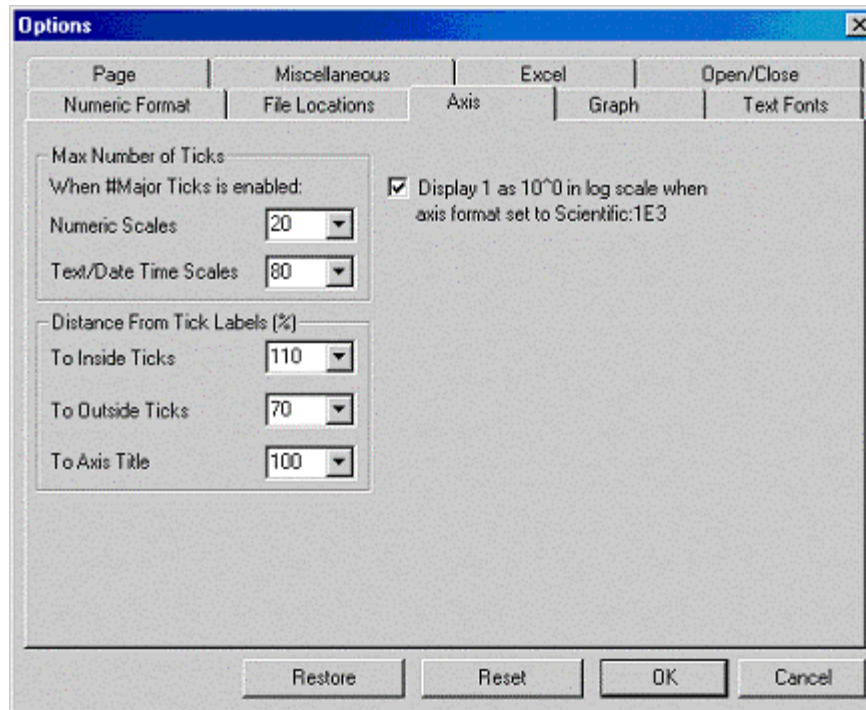 Options
Page Miscellaneous Excel Open/Close
Numeric Format File Locations Axis Graph Text Fonts
Max Number of Ticks
When #Major Ticks is enabled:
Numeric Scales 20
Text/Date Time Scales 80
Display 1 as 10^0 in log scale when
axis format set to Scientific:1E3
Distance From Tick Labels (%)
To Inside Ticks 110
To Outside Ticks 70
To Axis Title 100
Restore Reset OK Cancel